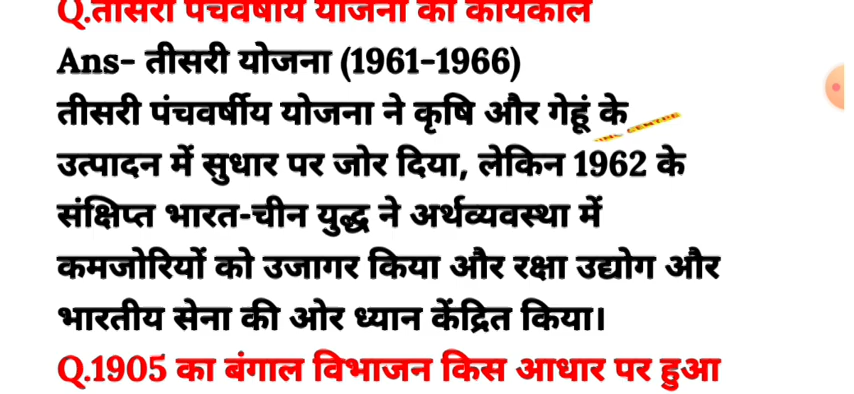 Q.तीसरी पंचवर्षीय योजना का कार्यकाल
Ans- तीसरी योजना (1961-1966)
तीसरी पंचवर्षीय योजना ने कृषि और गेहूं के
CENTRE
उत्पादन में सुधार पर जोर दिया, लेकिन 1962 के
संक्षिप्त भारत-चीन युद्ध ने अर्थव्यवस्था में
कमजोरियों को उजागर किया और रक्षा उद्योग और
भारतीय सेना की ओर ध्यान केंद्रित किया।
Q.1905 का बंगाल विभाजन किस आधार पर हुआ